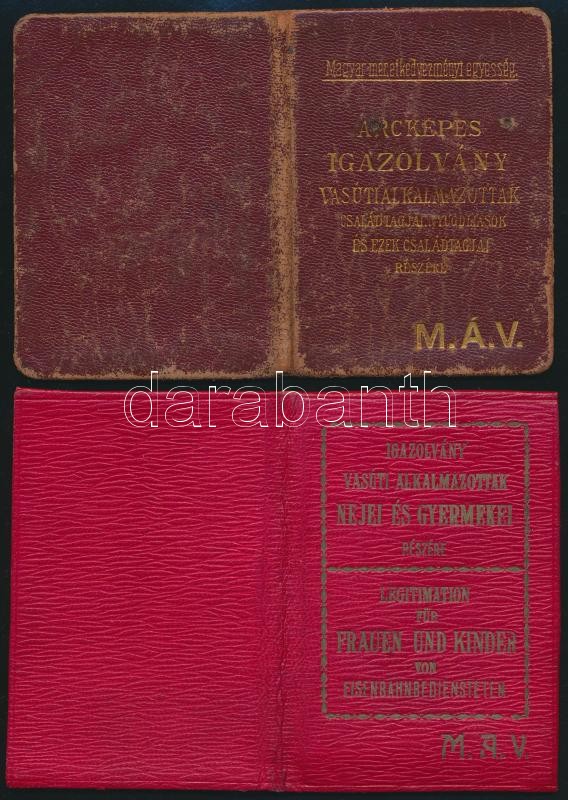 Magyar menetkedvezményi egyesség.
ARCKÉPES
IGAZOLVÁNY
VASÚTI ALKALMAZOTTAK
CSALÁDTAGJAI, NYUGDIJASOK
ÉS EZEK CSALÁDTAGJAI
RÉSZÉRE
M.Á.V.
darabanth
IGAZOLVÁNY
VASÚTI ALKALMAZOTTAK
NEJEI ÉS GYERMEKEI
RÉSZÉRE
LEGITIMATION
FÜR
FRAUEN UND KINDER
VON
EISENBAHNBEDIENSTETEN
M.A.V.